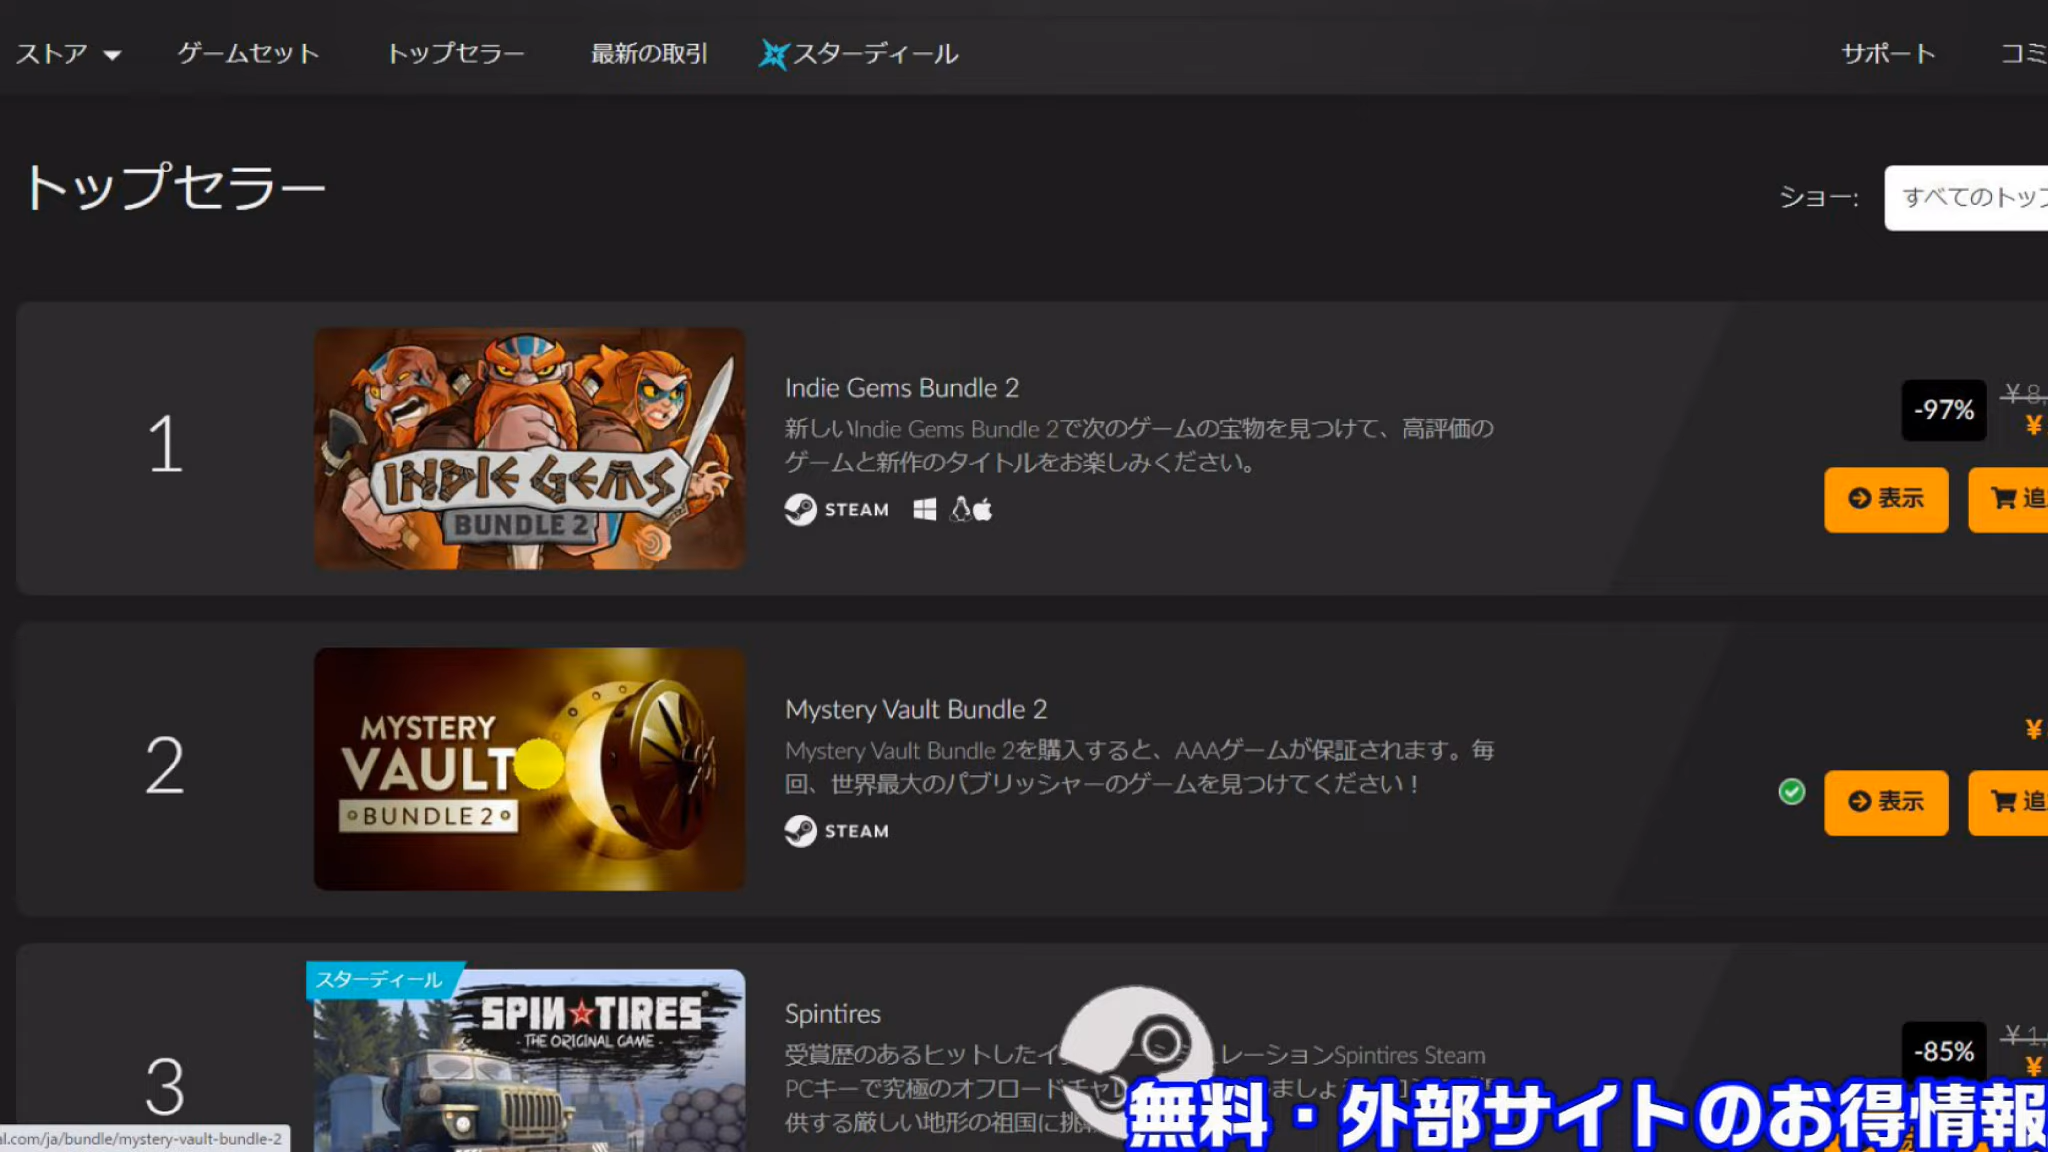 ストア ゲームセット トップセラー 最新の取引 スターディール サポート コミ
トップセラー
ショー: すべてのトップ
1
INDIE GEMS
BUNDLE 2
Indie Gems Bundle 2
新しいIndie Gems Bundle 2で次のゲームの宝物を見つけて、高評価の
ゲームと新作のタイトルをお楽しみください。
STEAM
-97%
¥8,
¥
表示
追
2
MYSTERY
VAULT
BUNDLE 2
Mystery Vault Bundle 2
Mystery Vault Bundle 2を購入すると、AAAゲームが保証されます。毎
回、世界最大のパブリッシャーのゲームを見つけてください！
STEAM
¥
表示
追
3
スターディール
SPINTIRES
- THE ORIGINAL GAME -
Spintires
受賞歴のあるヒットした レーションSpintires Steam
PCキーで究極のオフロードチャ ましょ
供する厳しい地形の祖国に挑
-85%
¥1,
¥
無料・外部サイトのお得情報
al.com/ja/bundle/mystery-vault-bundle-2